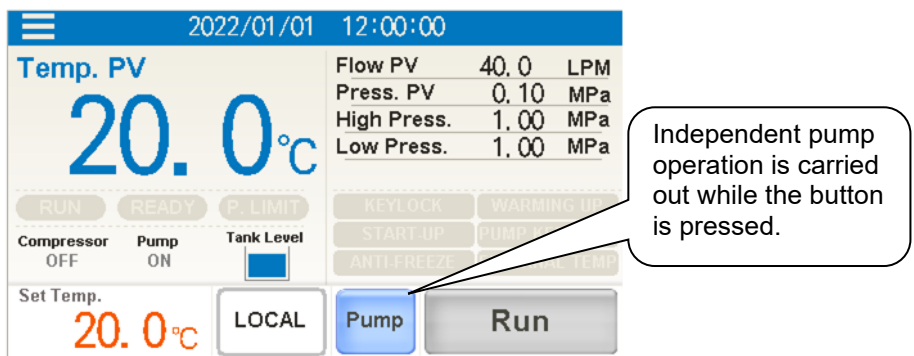 2022/01/01 12:00:00
Temp. PV
20.0℃
Flow PV 40.0 LPM
Press. PV 0.10 MPa
High Press. 1.00 MPa
Low Press. 1.00 MPa
RUN READY P. LIMIT
KEYLOCK WARMING UP
START-UP PUMP
ANTI-FREEZE TEMP
Compressor Pump Tank Level
OFF ON
Set Temp.
20.0℃
LOCAL
Pump
Run
Independent pump
operation is carried
out while the button
is pressed.